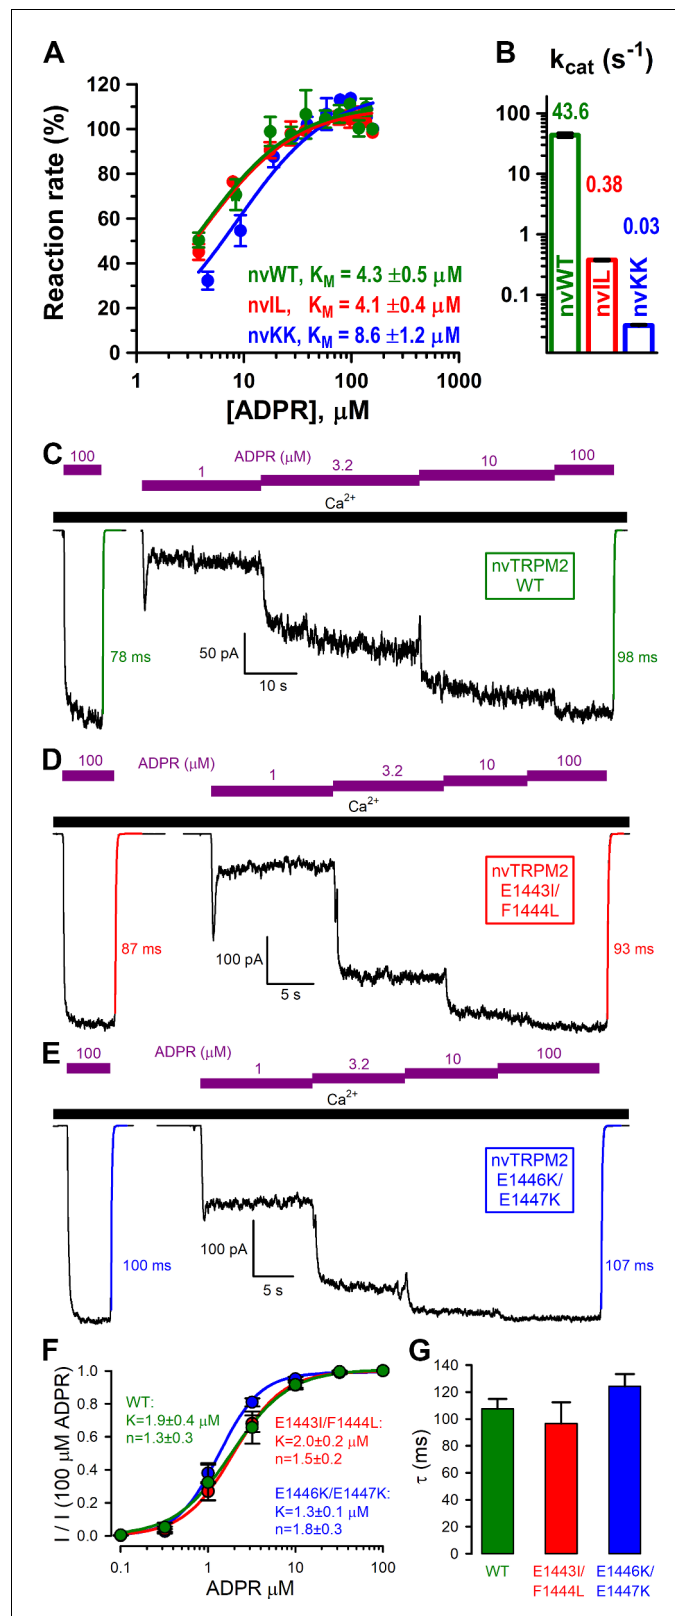 A
Reaction rate (%)
120
100
80
60
40
20
0
nvWT, KM = 4.3 ±0.5 µM
nvIL, KM = 4.1 ±0.4 µM
nvKK, KM = 8.6 ±1.2 µM
1 10 100 1000
[ADPR], µM
B
kcat (s-1)
100
10
1
0.1
43.6
0.38
0.03
nvWT
nvIL
nvKK
C
ADPR (µM)
100 1 3.2 10 100
Ca2+
nvTRPM2
WT
78 ms
50 pA
10 s
98 ms
D
ADPR (µM)
100 1 3.2 10 100
Ca2+
nvTRPM2
E1443I/
F1444L
87 ms
100 pA
5 s
93 ms
E
ADPR (µM)
100 1 3.2 10 100
Ca2+
nvTRPM2
E1446K/
E1447K
100 ms
100 pA
5 s
107 ms
F
I / I (100 µM ADPR)
1.0
0.8
0.6
0.4
0.2
0.0
WT:
K=1.9±0.4 µM
n=1.3±0.3
E1443I/F1444L:
K=2.0±0.2 µM
n=1.5±0.2
E1446K/E1447K:
K=1.3±0.1 µM
n=1.8±0.3
0.1 1 10 100
ADPR µM
G
τ (ms)
140
120
100
80
60
40
20
0
WT
E1443I/
F1444L
E1446K/
E1447K